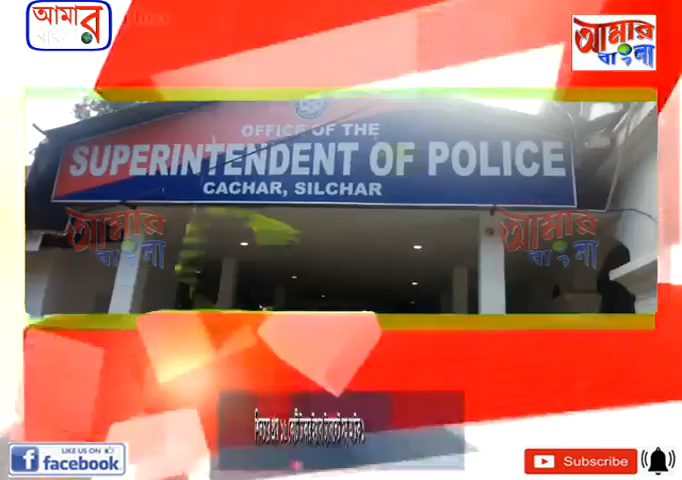 আমার
বাংলা
আমার
বাংলা
OFFICE OF THE
SUPERINTENDENT OF POLICE
CACHAR, SILCHAR
আমার
বাংলা
আমার
বাংলা
LIKE US ON
facebook
Subscribe